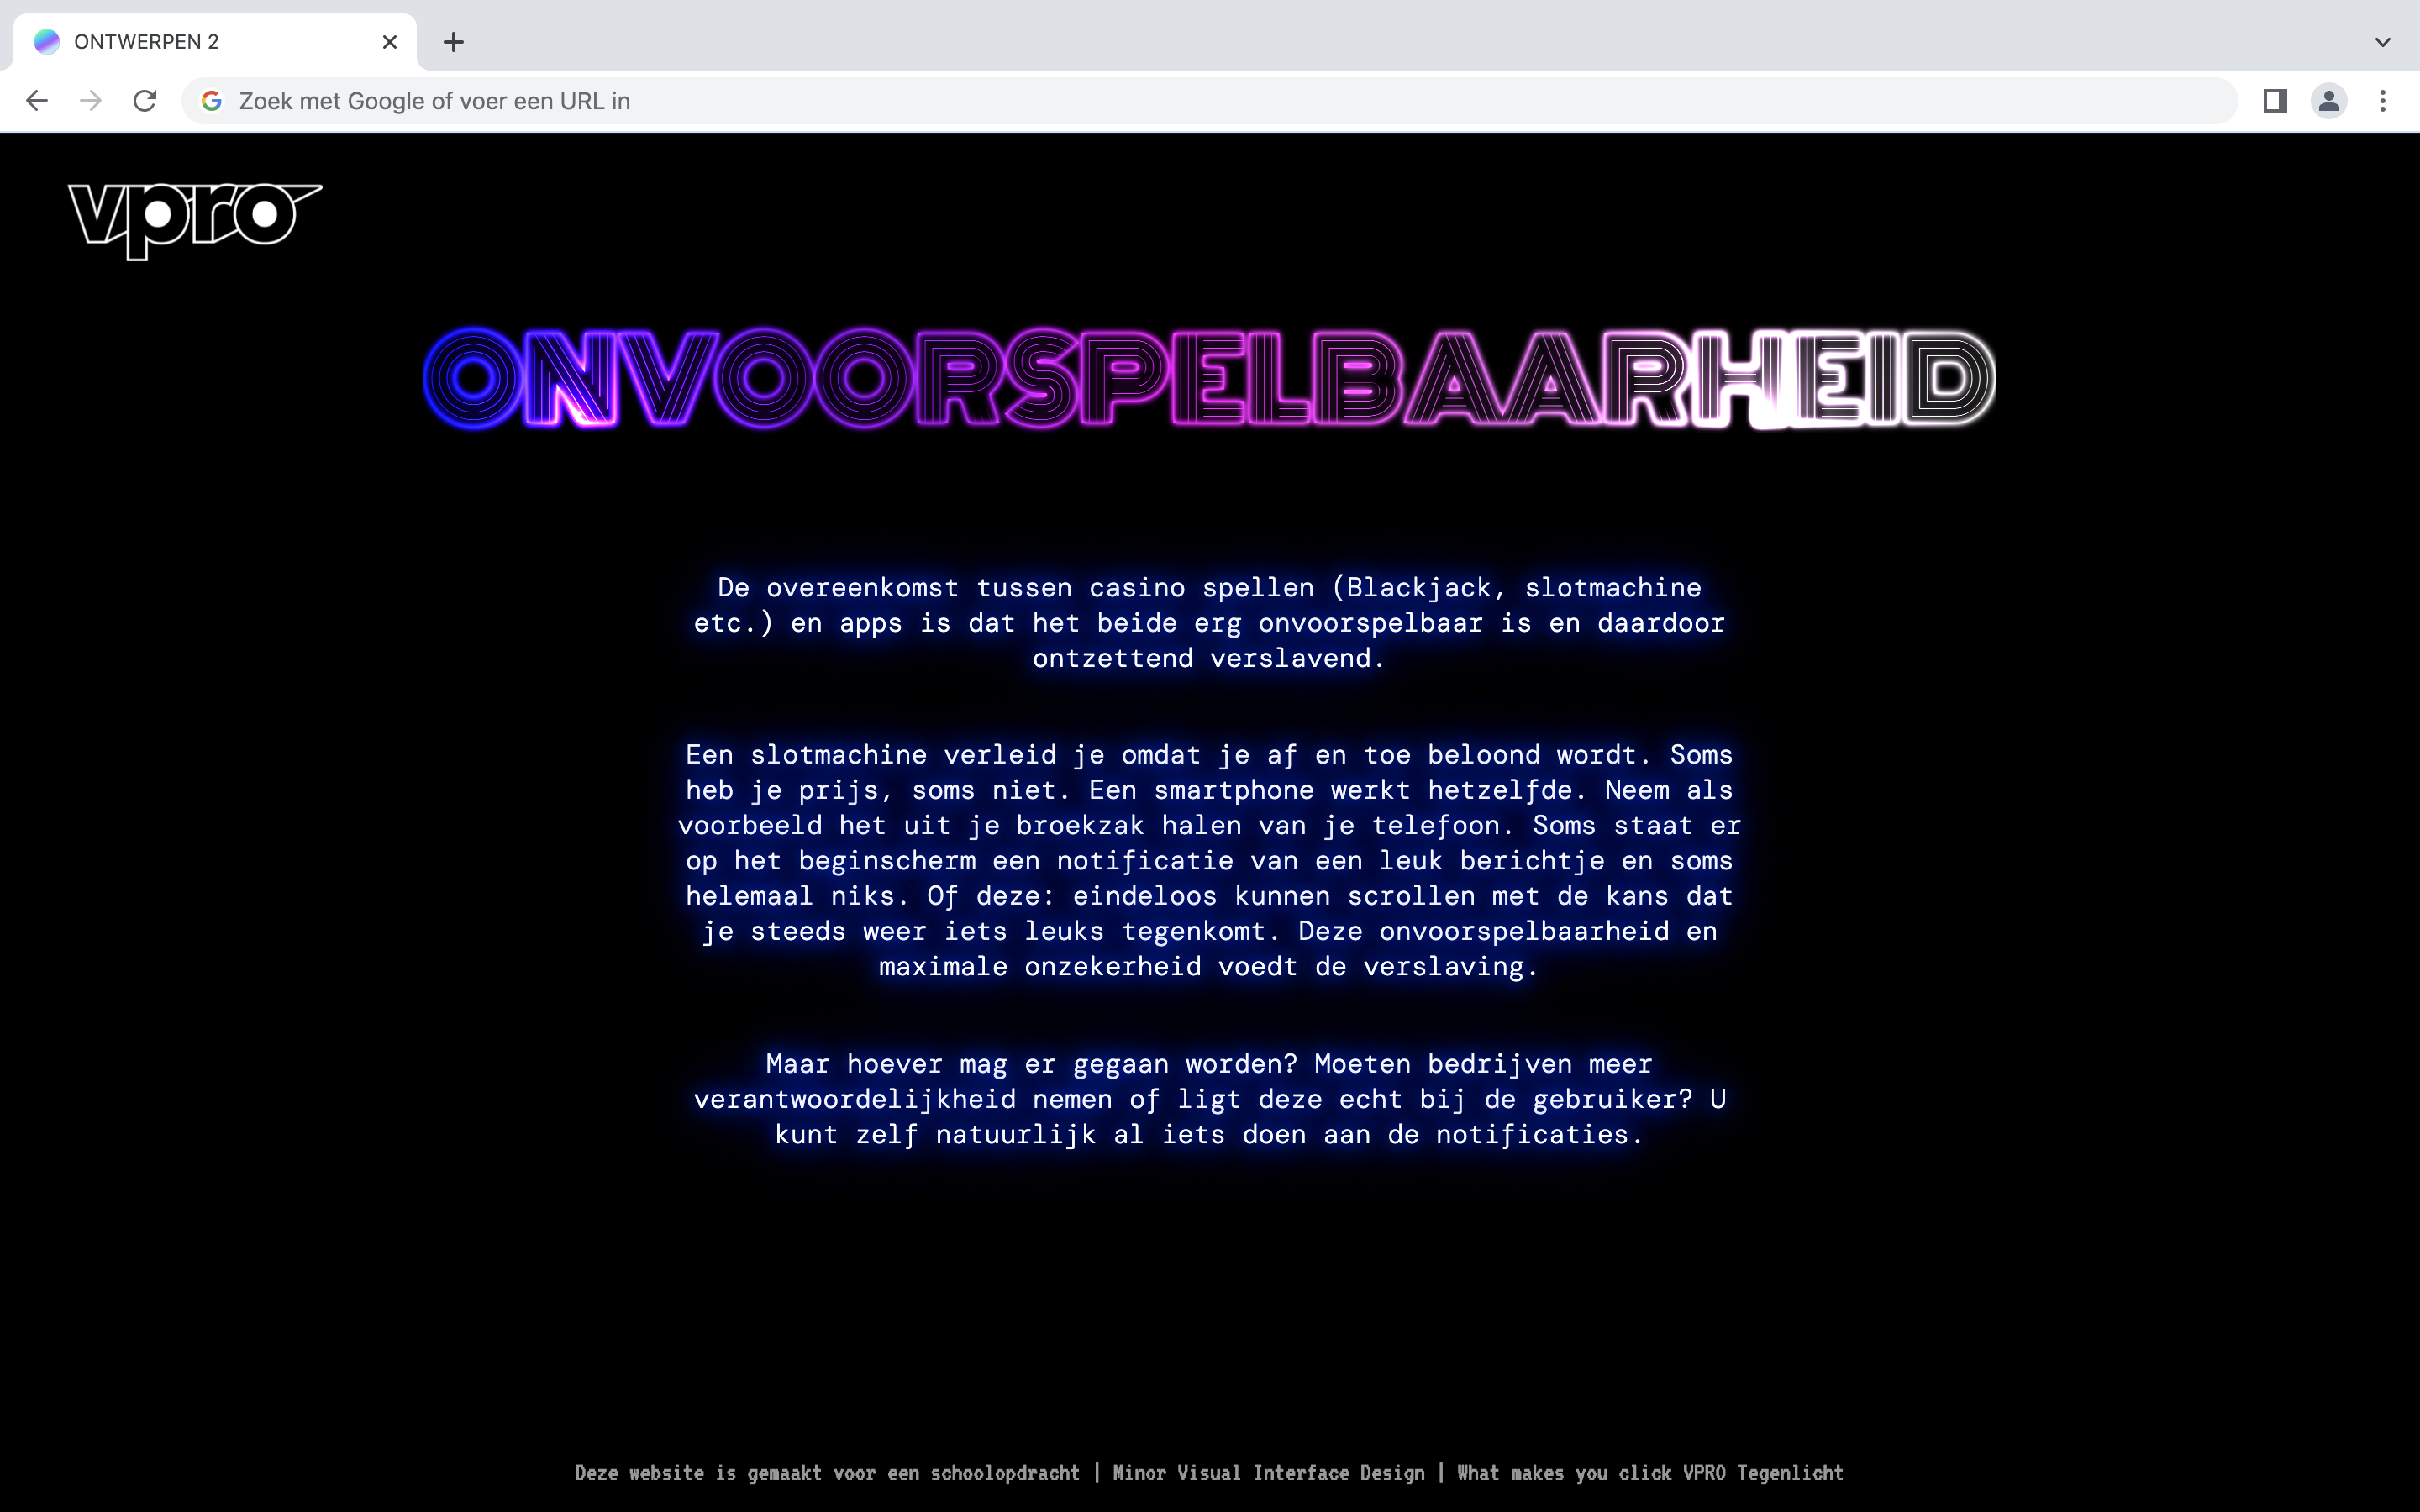 ONTWERPEN 2
Zoek met Google of voer een URL in
vpro
ONVOORSPELBAARHEID
De overeenkomst tussen casino spellen (Blackjack, slotmachine
etc.) en apps is dat het beide erg onvoorspelbaar is en daardoor
ontzettend verslavend.
Een slotmachine verleid je omdat je af en toe beloond wordt. Soms
heb je prijs, soms niet. Een smartphone werkt hetzelfde. Neem als
voorbeeld het uit je broekzak halen van je telefoon. Soms staat er
op het beginscherm een notificatie van een leuk berichtje en soms
helemaal niks. Of deze: eindeloos kunnen scrollen met de kans dat
je steeds weer iets leuks tegenkomt. Deze onvoorspelbaarheid en
maximale onzekerheid voedt de verslaving.
Maar hoever mag er gegaan worden? Moeten bedrijven meer
verantwoordelijkheid nemen of ligt deze echt bij de gebruiker? U
kunt zelf natuurlijk al iets doen aan de notificaties.
Deze website is gemaakt voor een schoolopdracht | Minor Visual Interface Design | What makes you click VPRO Tegenlicht